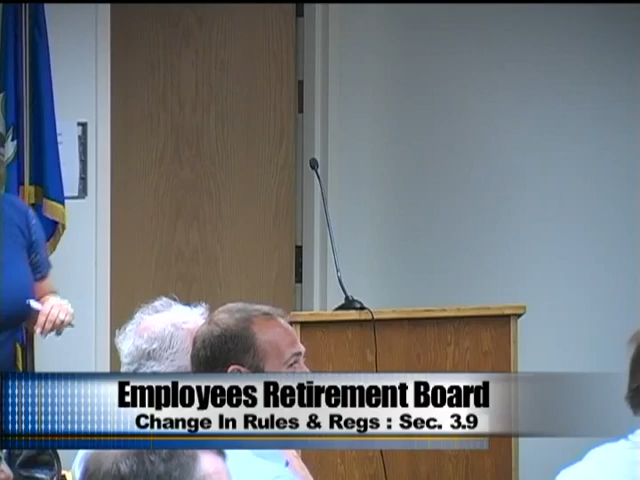 Employees Retirement Board
Change In Rules & Regs : Sec. 3.9